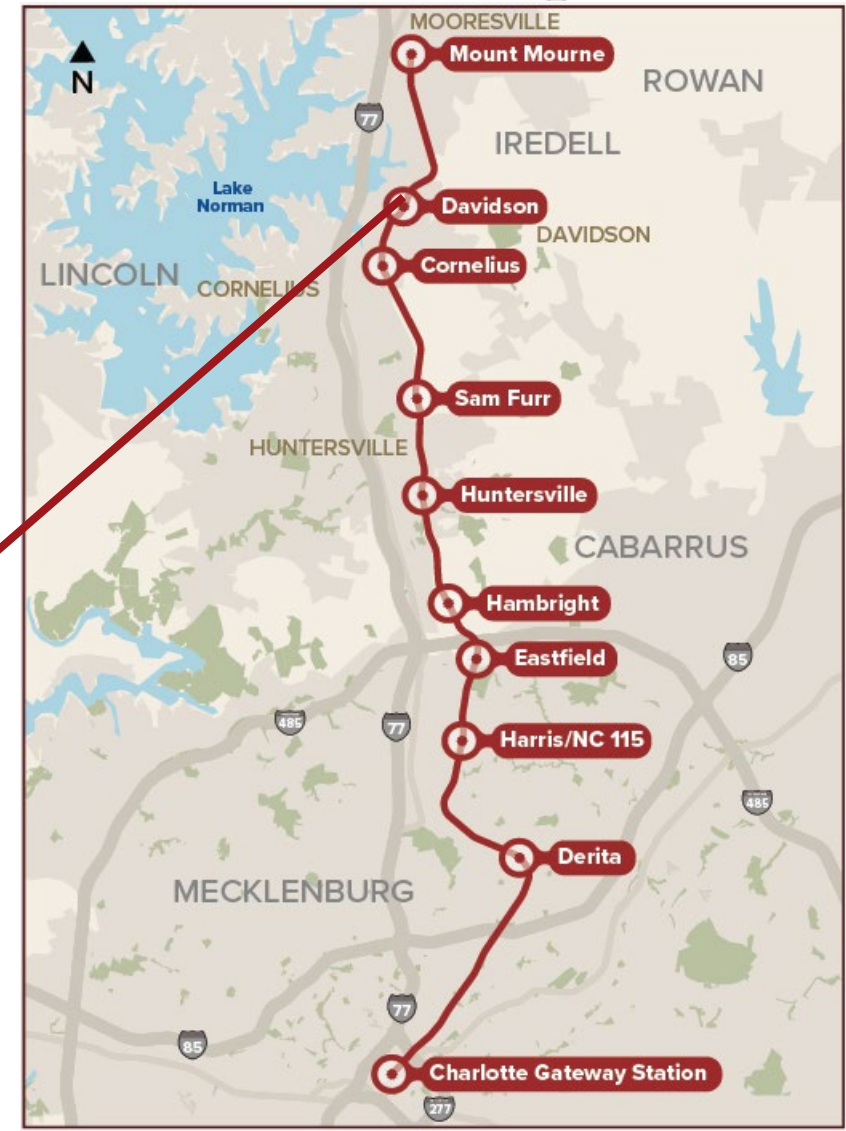 MOORESVILLE
Mount Mourne
N
ROWAN
77
IREDELL
Lake
Norman
Davidson
DAVIDSON
Cornelius
LINCOLN
CORNELIUS
Sam Furr
HUNTERSVILLE
Huntersville
CABARRUS
Hambright
Eastfield
85
485
77
Harris/NC 115
485
Derita
MECKLENBURG
77
85
Charlotte Gateway Station
277